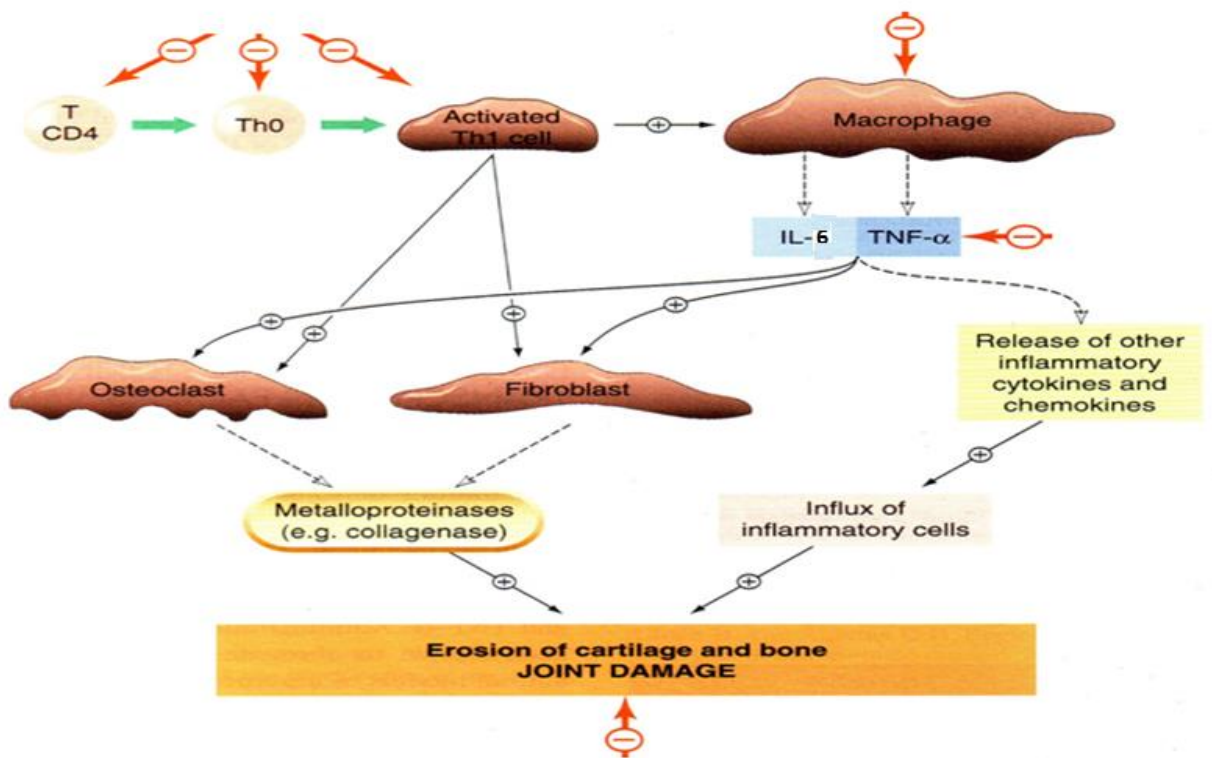 T
CD4
Th0
Activated
Th1 cell
Macrophage
IL-6
TNF-α
Osteoclast
Fibroblast
Release of other
inflammatory
cytokines and
chemokines
Metalloproteinases
(e.g. collagenase)
Influx of
inflammatory cells
Erosion of cartilage and bone
JOINT DAMAGE